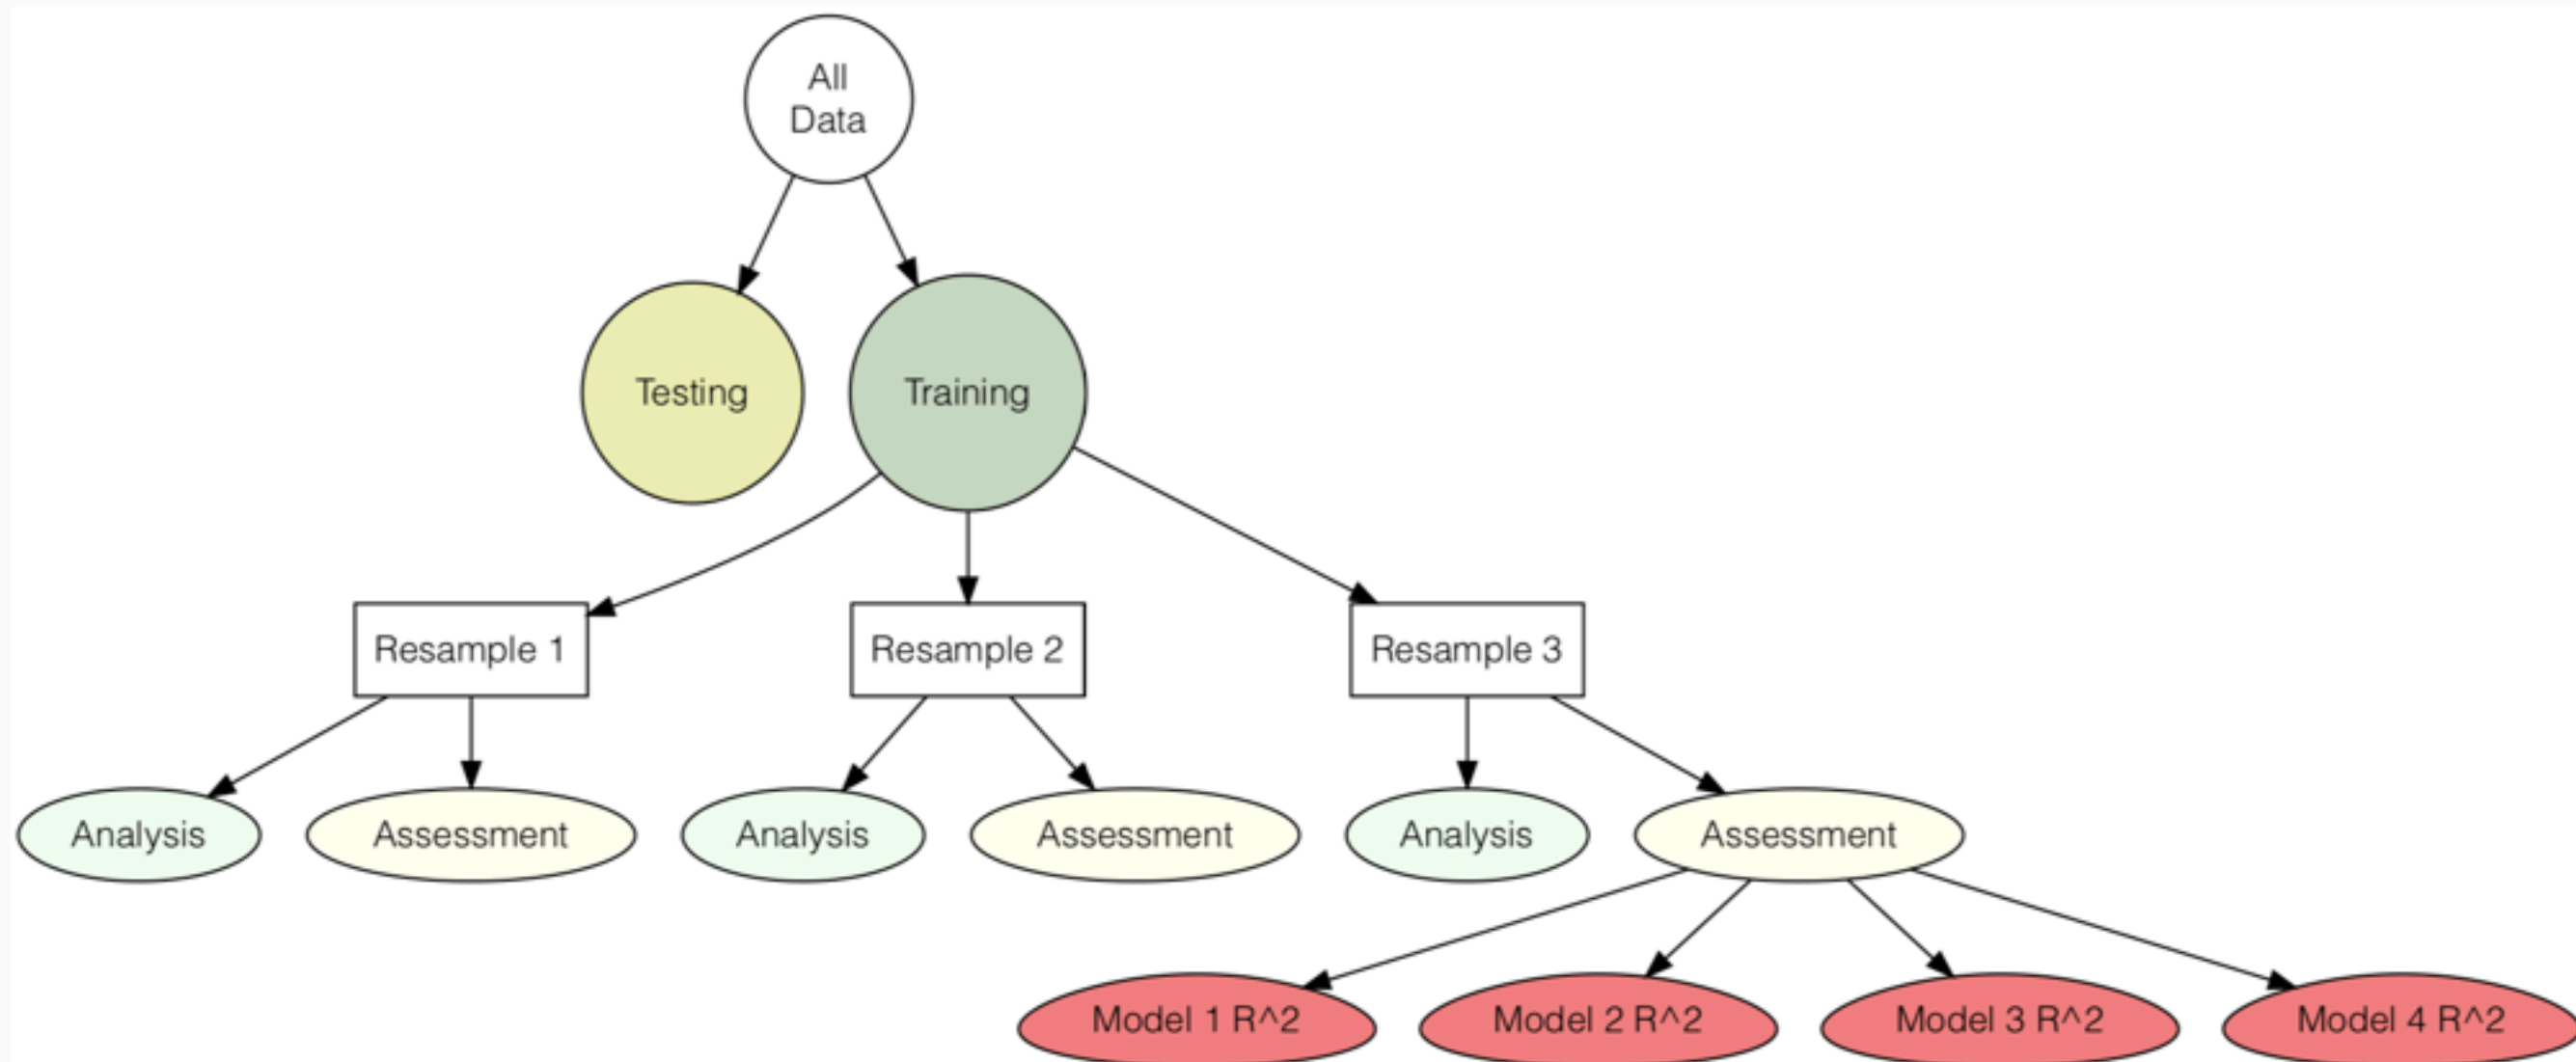 All
Data
Testing
Training
Resample 1
Resample 2
Resample 3
Analysis
Assessment
Analysis
Assessment
Analysis
Assessment
Model 1 R^2
Model 2 R^2
Model 3 R^2
Model 4 R^2